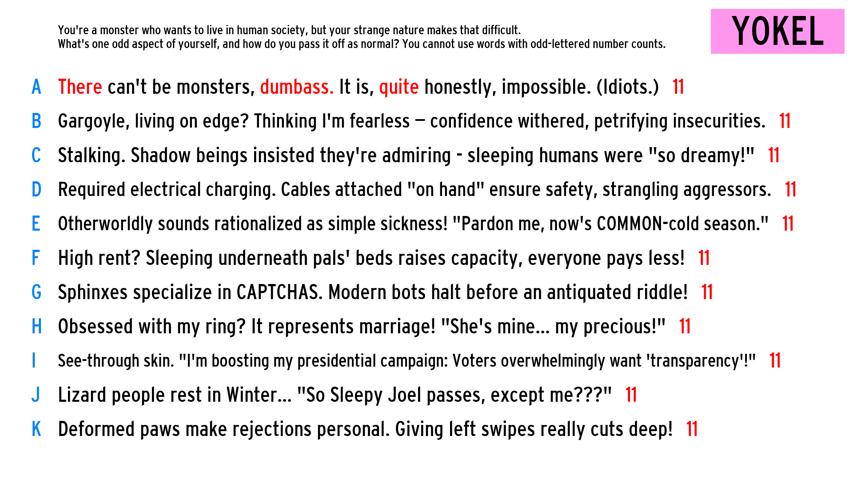 You're a monster who wants to live in human society, but your strange nature makes that difficult.
What's one odd aspect of yourself, and how do you pass it off as normal? You cannot use words with odd-lettered number counts.
YOKEL
A There can't be monsters, dumbass. It is, quite honestly, impossible. (Idiots.) 11
B Gargoyle, living on edge? Thinking I'm fearless — confidence withered, petrifying insecurities. 11
C Stalking. Shadow beings insisted they're admiring - sleeping humans were "so dreamy!" 11
D Required electrical charging. Cables attached "on hand" ensure safety, strangling aggressors. 11
E Otherworldly sounds rationalized as simple sickness! "Pardon me, now's COMMON-cold season." 11
F High rent? Sleeping underneath pals' beds raises capacity, everyone pays less! 11
G Sphinxes specialize in CAPTCHAS. Modern bots halt before an antiquated riddle! 11
H Obsessed with my ring? It represents marriage! "She's mine... my precious!" 11
I See-through skin. "I'm boosting my presidential campaign: Voters overwhelmingly want 'transparency'!" 11
J Lizard people rest in Winter... "So Sleepy Joel passes, except me???" 11
K Deformed paws make rejections personal. Giving left swipes really cuts deep! 11